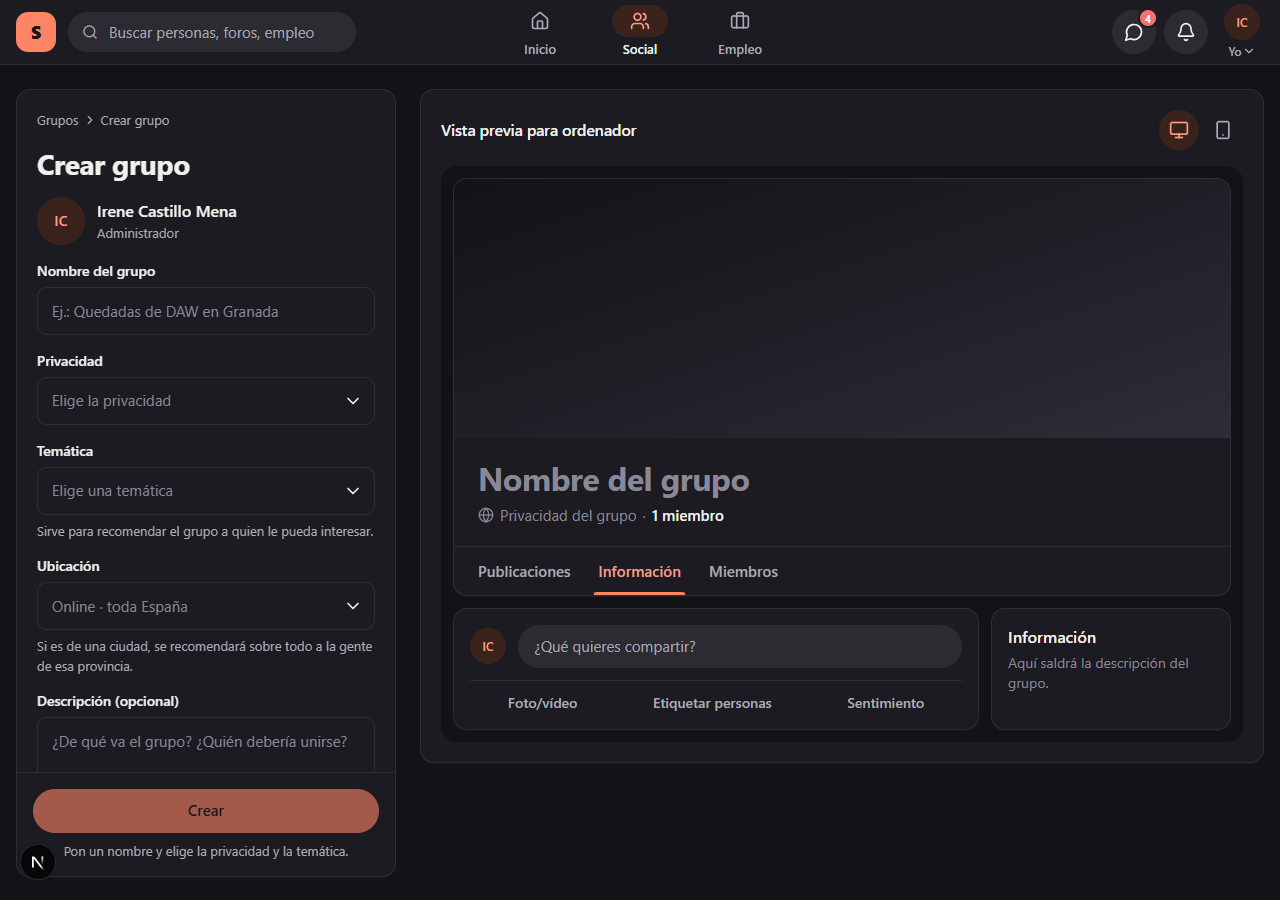 S
Buscar personas, foros, empleo
Inicio
Social
Empleo
4
IC
Yo
Grupos > Crear grupo
Crear grupo
IC
Irene Castillo Mena
Administrador
Nombre del grupo
Ej.: Quedadas de DAW en Granada
Privacidad
Elige la privacidad
Temática
Elige una temática
Sirve para recomendar el grupo a quien le pueda interesar.
Ubicación
Online · toda España
Si es de una ciudad, se recomendará sobre todo a la gente
de esa provincia.
Descripción (opcional)
¿De qué va el grupo? ¿Quién debería unirse?
Crear
Pon un nombre y elige la privacidad y la temática.
N
Vista previa para ordenador
Nombre del grupo
Privacidad del grupo · 1 miembro
Publicaciones
Información
Miembros
IC
¿Qué quieres compartir?
Foto/vídeo
Etiquetar personas
Sentimiento
Información
Aquí saldrá la descripción del
grupo.